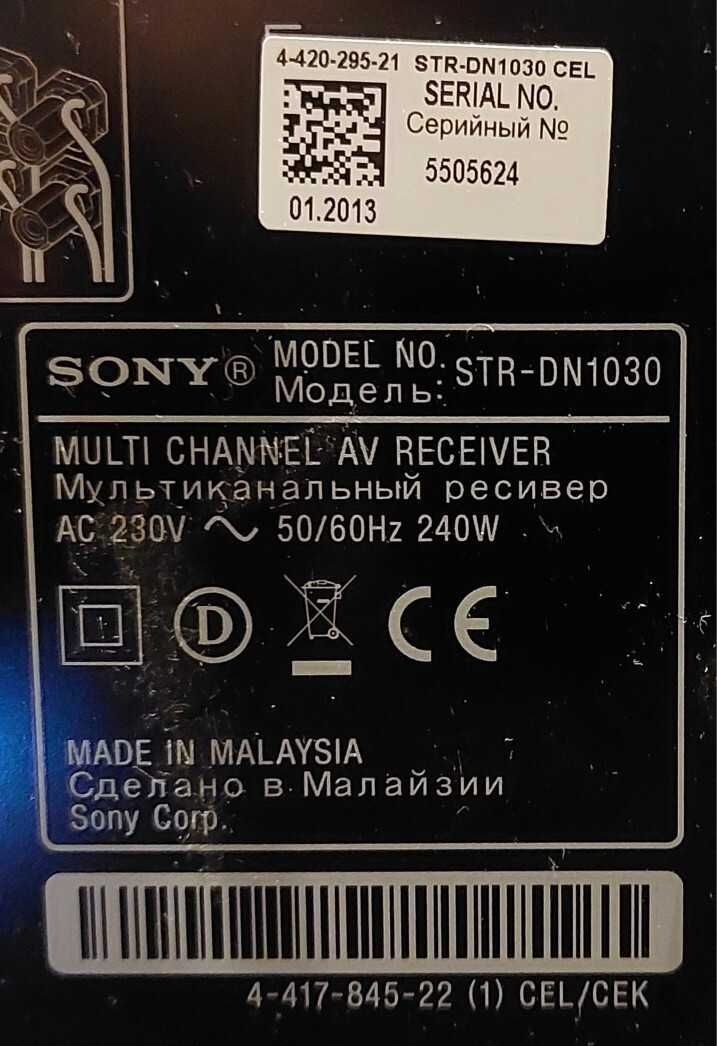 4-420-295-21 STR-DN1030 CEL
SERIAL NO.
Серийный №
5505624
01.2013
SONY® MODEL NO. STR-DN1030
Модель:
MULTI CHANNEL AV RECEIVER
Мультиканальный ресивер
AC 230V ~ 50/60Hz 240W
D CE
MADE IN MALAYSIA
Сделано в Малайзии
Sony Corp.
4-417-845-22 (1) CEL/CEK